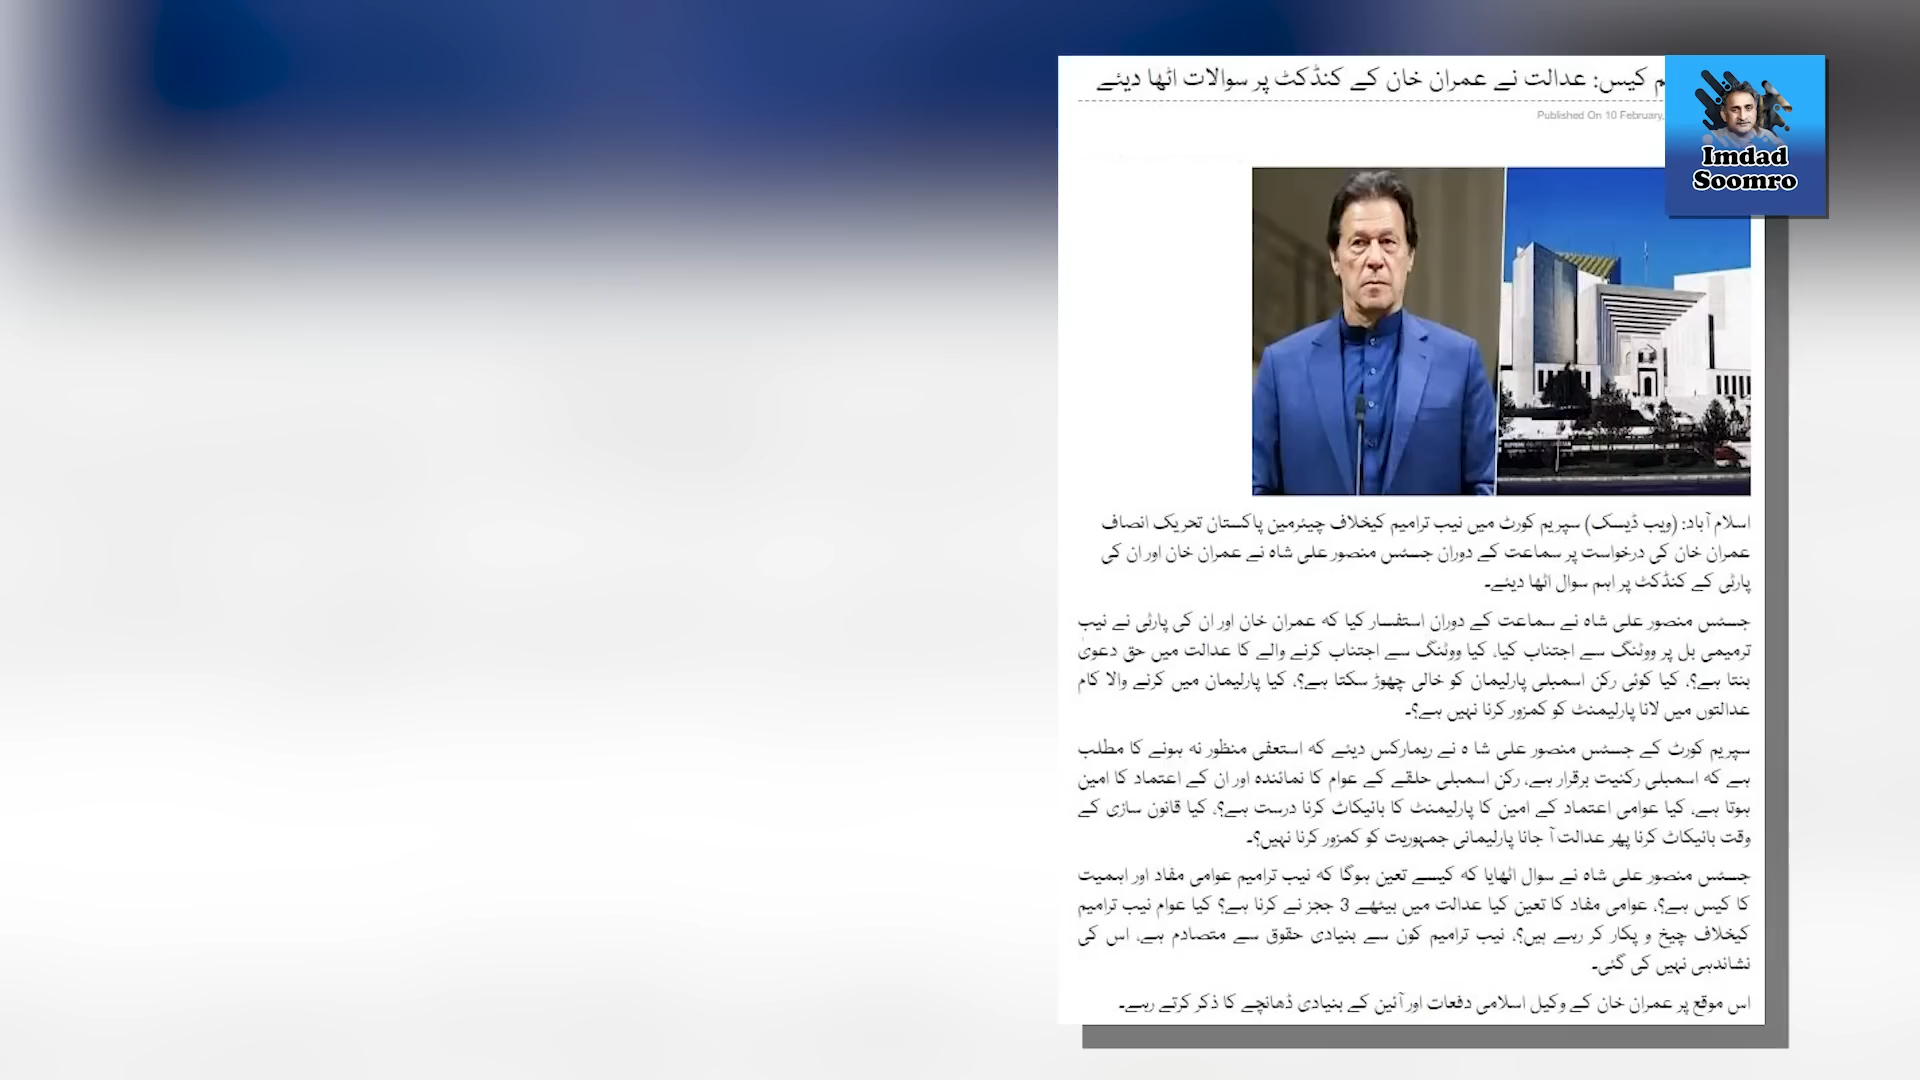 کیس: عدالت نے عمران خان کے کنڈکٹ پر سوالات اٹھا دیئے
Published On 10 February,
Imdad
Soomro
اسلام آباد: (ویب ڈیسک) سپریم کورٹ میں نیب ترامیم کیخلاف چیئرمین پاکستان تحریک انصاف
عمران خان کی درخواست پر سماعت کے دوران جسٹس منصور علی شاہ نے عمران خان اور ان کی
پارٹی کے کنڈکٹ پر اہم سوال اٹھا دیئے۔
جسٹس منصور علی شاہ نے سماعت کے دوران استفسار کیا کہ عمران خان اور ان کی پارٹی نے نیب
ترمیمی بل پر ووٹنگ سے اجتناب کیا، کیا ووٹنگ سے اجتناب کرنے والے کا عدالت میں حق دعویٰ
بنتا ہے؟، کیا کوئی رکن اسمبلی پارلیمان کو خالی چھوڑ سکتا ہے؟، کیا پارلیمان میں کرنے والا کام
عدالتوں میں لانا پارلیمنٹ کو کمزور کرنا نہیں ہے؟۔
سپریم کورٹ کے جسٹس منصور علی شا ہ نے ریمارکس دیئے کہ استعفی منظور نہ ہونے کا مطلب
ہے کہ اسمبلی رکنیت برقرار ہے، رکن اسمبلی حلقے کے عوام کا نمائندہ اور ان کے اعتماد کا امین
ہوتا ہے، کیا عوامی اعتماد کے امین کا پارلیمنٹ کا بائیکاٹ کرنا درست ہے؟، کیا قانون سازی کے
وقت بائیکاٹ کرنا پھر عدالت آ جانا پارلیمانی جمہوریت کو کمزور کرنا نہیں؟۔
جسٹس منصور علی شاہ نے سوال اٹھایا کہ کیسے تعین ہوگا کہ نیب ترامیم عوامی مفاد اور اہمیت
کا کیس ہے؟، عوامی مفاد کا تعین کیا عدالت میں بیٹھے 3 ججز نے کرنا ہے؟ کیا عوام نیب ترامیم
کیخلاف چیخ و پکار کر رہے ہیں؟، نیب ترامیم کون سے بنیادی حقوق سے متصادم ہے، اس کی
نشاندہی نہیں کی گئی۔
اس موقع پر عمران خان کے وکیل اسلامی دفعات اور آئین کے بنیادی ڈھانچے کا ذکر کرتے رہے۔